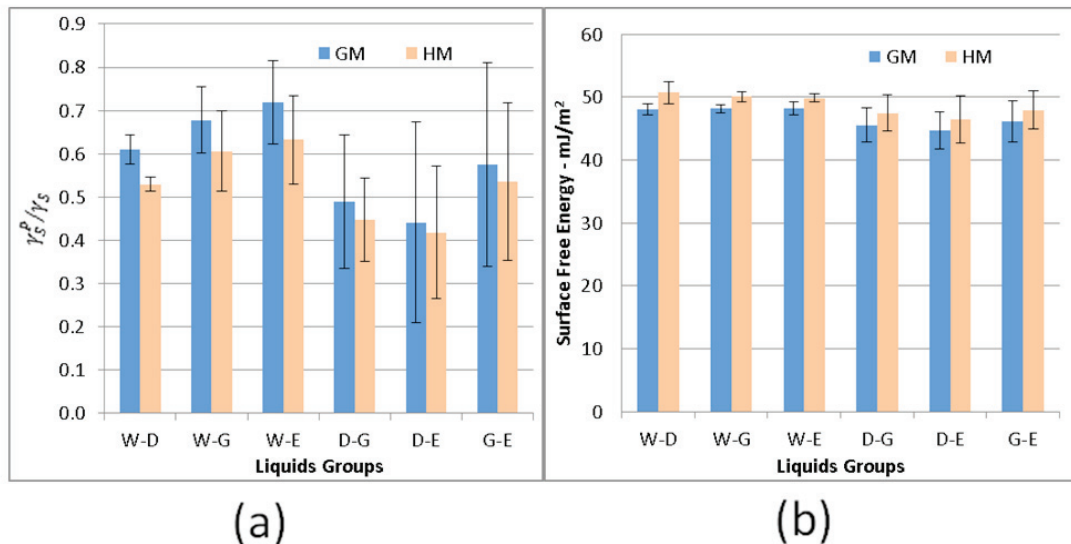 0.9
0.8
0.7
0.6
0.5
0.4
0.3
0.2
0.1
0.0
γ_S^P/γ_S
GM HM
W-D W-G W-E D-G D-E G-E
Liquids Groups
(a)
60
50
40
30
20
10
0
Surface Free Energy - mJ/m²
GM HM
W-D W-G W-E D-G D-E G-E
Liquids Groups
(b)